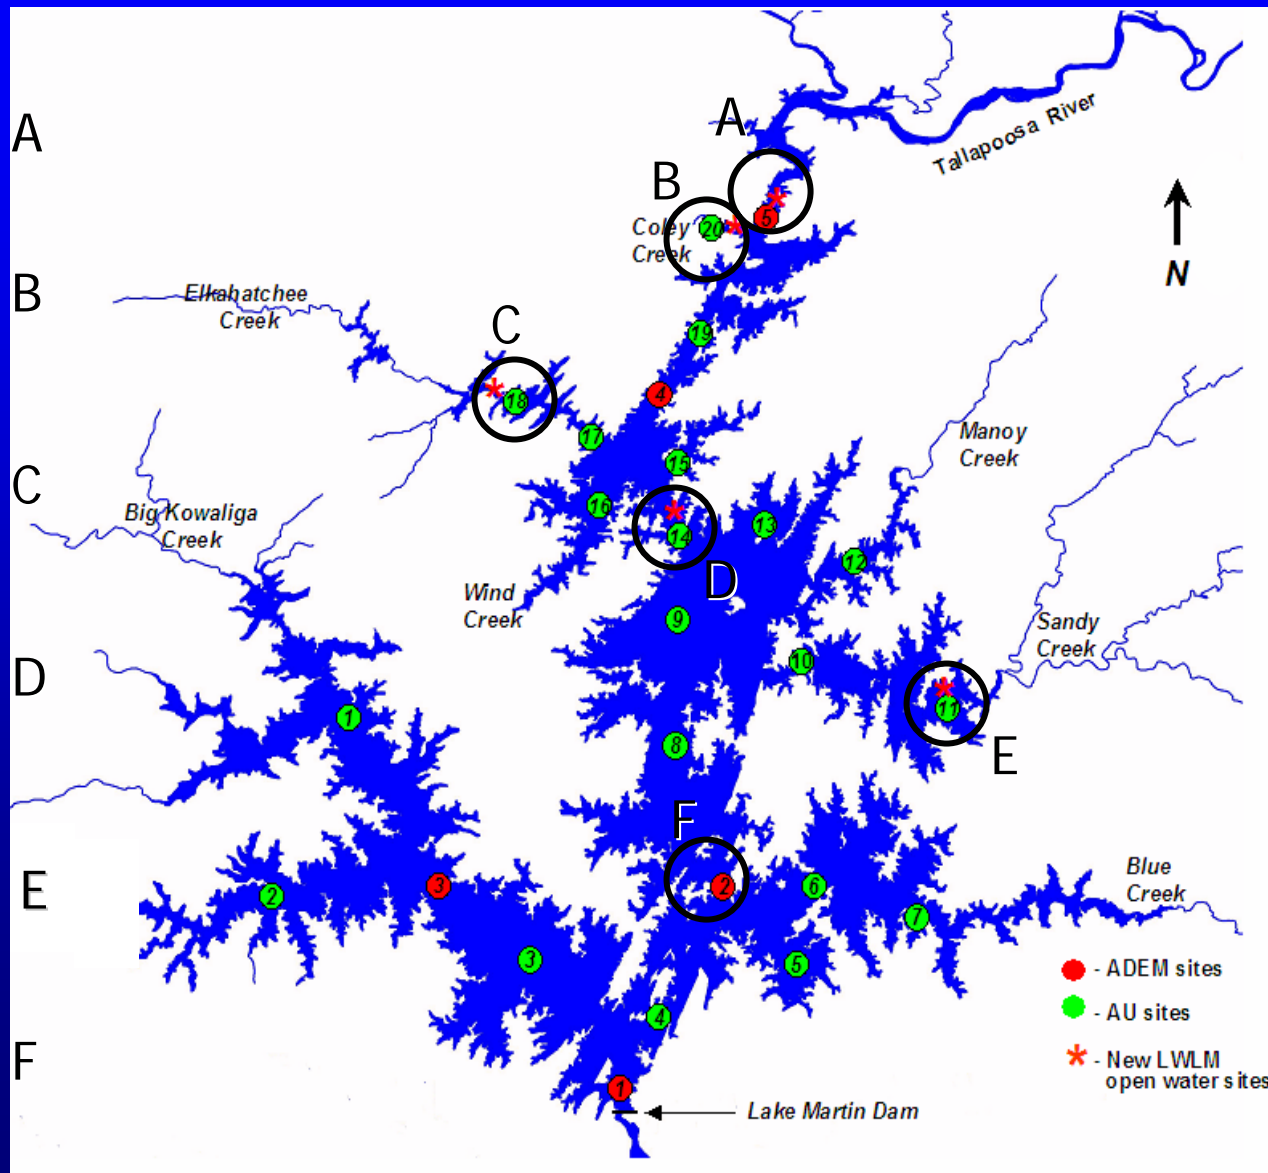 A
A
Tallapoosa River
B
5
20
Coley
Creek
N
B
Elkahatchee
Creek
19
C
18
4
17
15
Manoy
Creek
C
16
14
13
Big Kowaliga
Creek
12
D
Wind
Creek
9
Sandy
Creek
10
D
11
1
8
E
F
E
2
3
2
6
7
Blue
Creek
3
5
- ADEM sites
4
- AU sites
F
* - New LWLM
open water sites
1
Lake Martin Dam